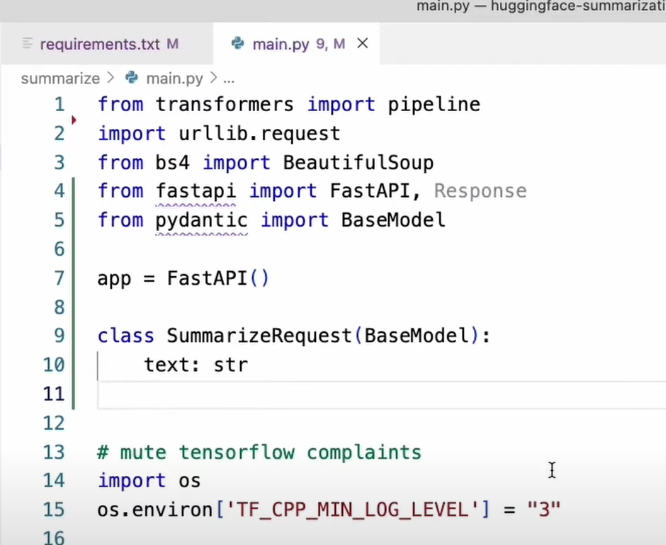 main.py — huggingface-summarizati
requirements.txt M
main.py 9, M
summarize > main.py > ...
1 from transformers import pipeline
2 import urllib.request
3 from bs4 import BeautifulSoup
4 from fastapi import FastAPI, Response
5 from pydantic import BaseModel
6
7 app = FastAPI()
8
9 class SummarizeRequest(BaseModel):
10     text: str
11
12
13 # mute tensorflow complaints
14 import os
15 os.environ['TF_CPP_MIN_LOG_LEVEL'] = "3"
16